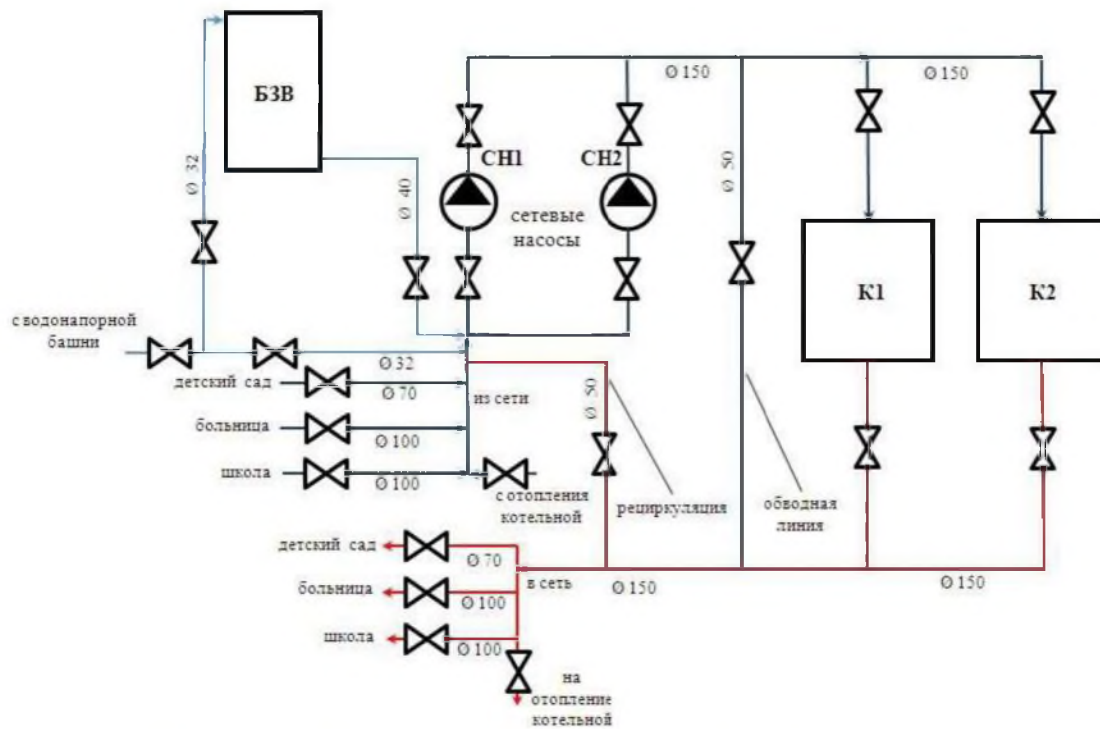 БЗВ
Ø 32
Ø 40
СН1
СН2
сетевые
насосы
Ø 150
Ø 150
Ø 50
К1
К2
с водонапорной
башни
Ø 32
детский сад
Ø 70
из сети
больница
Ø 100
школа
Ø 100
с отопления
котельной
Ø 50
рециркуляция
обводная
линия
детский сад
Ø 70
в сеть
Ø 150
Ø 150
больница
Ø 100
школа
Ø 100
на
отопление
котельной